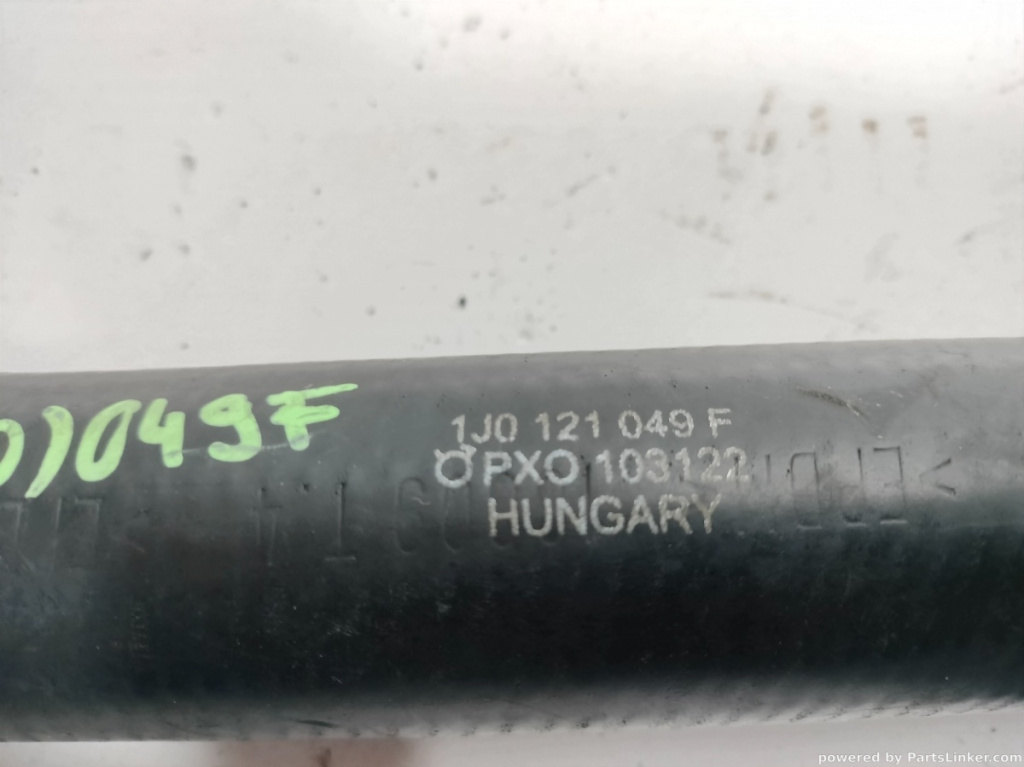 )049F
1J0 121 049 F
PXO 103122
HUNGARY
powered by PartsLinker.com